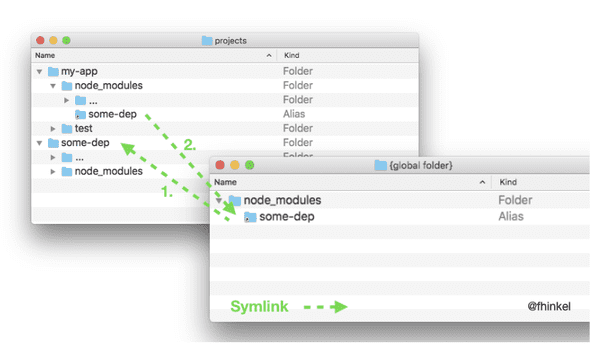 projects
Name Kind
my-app Folder
node_modules Folder
... Folder
some-dep Alias
test Folder
some-dep Folder
... Folder
node_modules
2.
1.
{global folder}
Name Kind
node_modules Folder
some-dep Alias
Symlink @fhinkel